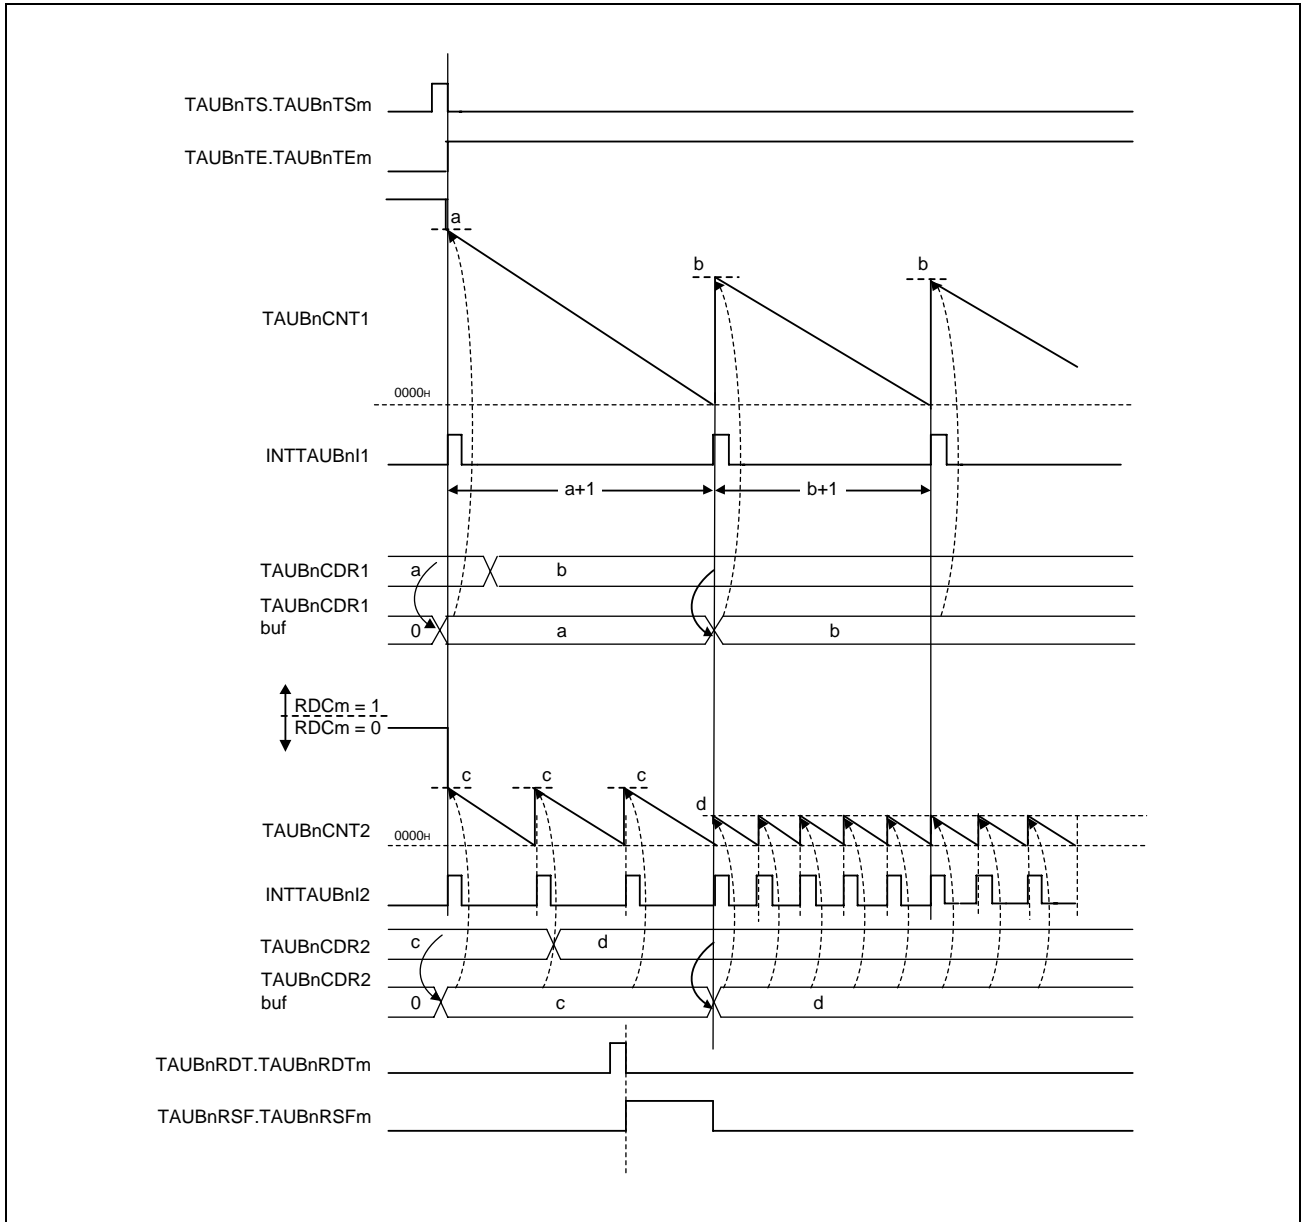 TAUBnTS.TAUBnTSm
TAUBnTE.TAUBnTEm
a
b
b
TAUBnCNT1
0000H
INTTAUBnI1
a+1
b+1
TAUBnCDR1
a
b
TAUBnCDR1
buf
0
a
b
RDCm = 1
RDCm = 0
c
c
c
d
TAUBnCNT2
0000H
INTTAUBnI2
TAUBnCDR2
c
d
TAUBnCDR2
buf
0
c
d
TAUBnRDT.TAUBnRDTm
TAUBnRSF.TAUBnRSFm